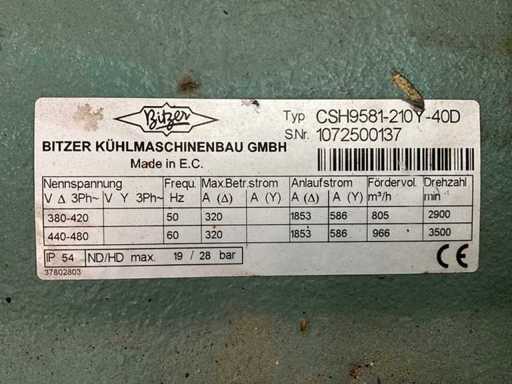 Bitzer
Typ CSH9581-210Y-40D
S.Nr. 1072500137
BITZER KÜHLMASCHINENBAU GMBH
Made in E.C.
Nennspannung Frequ. Max.Betr.strom Anlaufstrom Fördervol. Drehzahl
V Δ 3Ph~ V Y 3Ph~ Hz A (Δ) A (Y) A (Δ) A (Y) m³/h min
380-420 50 320 1853 586 805 2900
440-480 60 320 1853 586 966 3500
IP 54 ND/HD max. 19 / 28 bar
37802803
CE